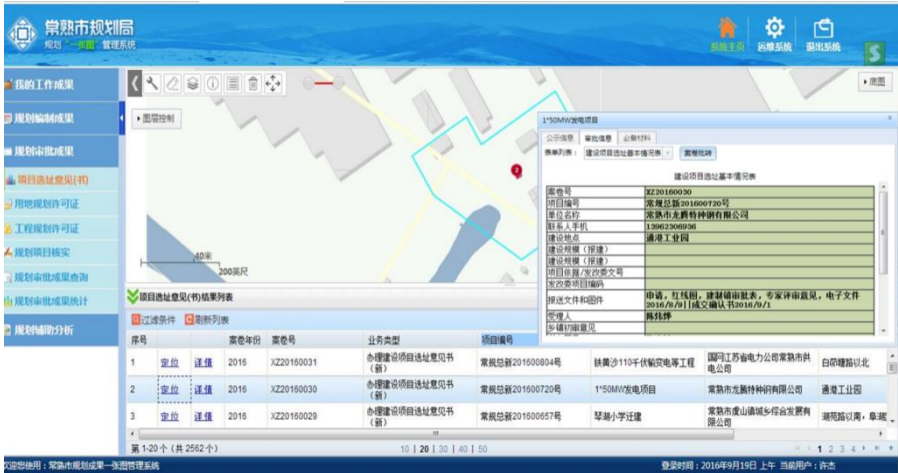 常熟市规划局
规划“一张图”管理系统
系统主页 运维系统 退出系统
我的工作成果
规划编制成果
规划审批成果
项目选址意见(书)
用地规划许可证
工程规划许可证
规划项目核实
规划审批成果查询
规划审批成果统计
规划辅助分析
图层控制
底图
40米
200英尺
2
1*50MW发电项目
公示信息 审批信息 必备材料
表单列表: 建设项目选址基本情况表 案卷批转
建设项目选址基本情况表
案卷号 XZ20160030
项目编号 常规总新201600720号
单位名称 常熟市龙腾特种钢有限公司
联系人手机 13962306936
建设地点 通港工业园
建设规模(报建)
建设规模(报建)
项目依据/发改委文号
发改委项目编码
报送文件和图件 申请，红线图，建制镇审批表，专家评审意见，电子文件
2016/8/9||成交确认书2016/9/1
受理人 陈炜烨
乡镇初审意见
项目选址意见(书)结果列表
过滤条件 刷新列表
序号 案卷年份 案卷号 业务类型 项目编号
1 定位 详情 2016 XZ20160031 办理建设项目选址意见书(新) 常规总新201600804号 铁黄沙110千伏输变电等工程 国网江苏省电力公司常熟市供电公司 白茆塘路以北
2 定位 详情 2016 XZ20160030 办理建设项目选址意见书(新) 常规总新201600720号 1*50MW发电项目 常熟市龙腾特种钢有限公司 通港工业园
3 定位 详情 2016 XZ20160029 办理建设项目选址意见书(新) 常规总新201600657号 琴湖小学迁建 常熟市虞山镇城乡综合发展有限公司 湖苑路以南，阜湖
第 1-20个 (共 2562个) 10 | 20 | 30 | 40 | 50 1 2 3 4
欢迎您使用：常熟市规划成果一张图管理系统 登录时间：2016年9月19日 上午 当前用户：许杰